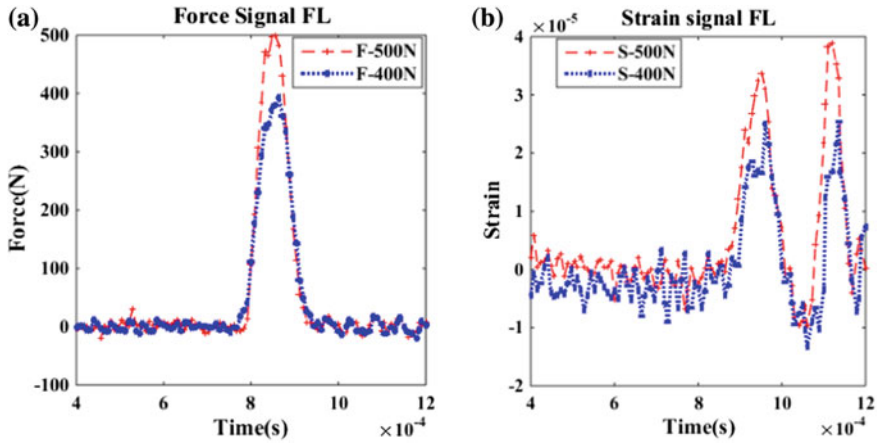 (a)
Force Signal FL
500
400
300
200
100
0
-100
Force(N)
F-500N
F-400N
4
6
8
10
12
Time(s)
×10⁻⁴
(b)
Strain signal FL
×10⁻⁵
4
3
2
1
0
-1
-2
Strain
S-500N
S-400N
4
6
8
10
12
Time(s)
×10⁻⁴